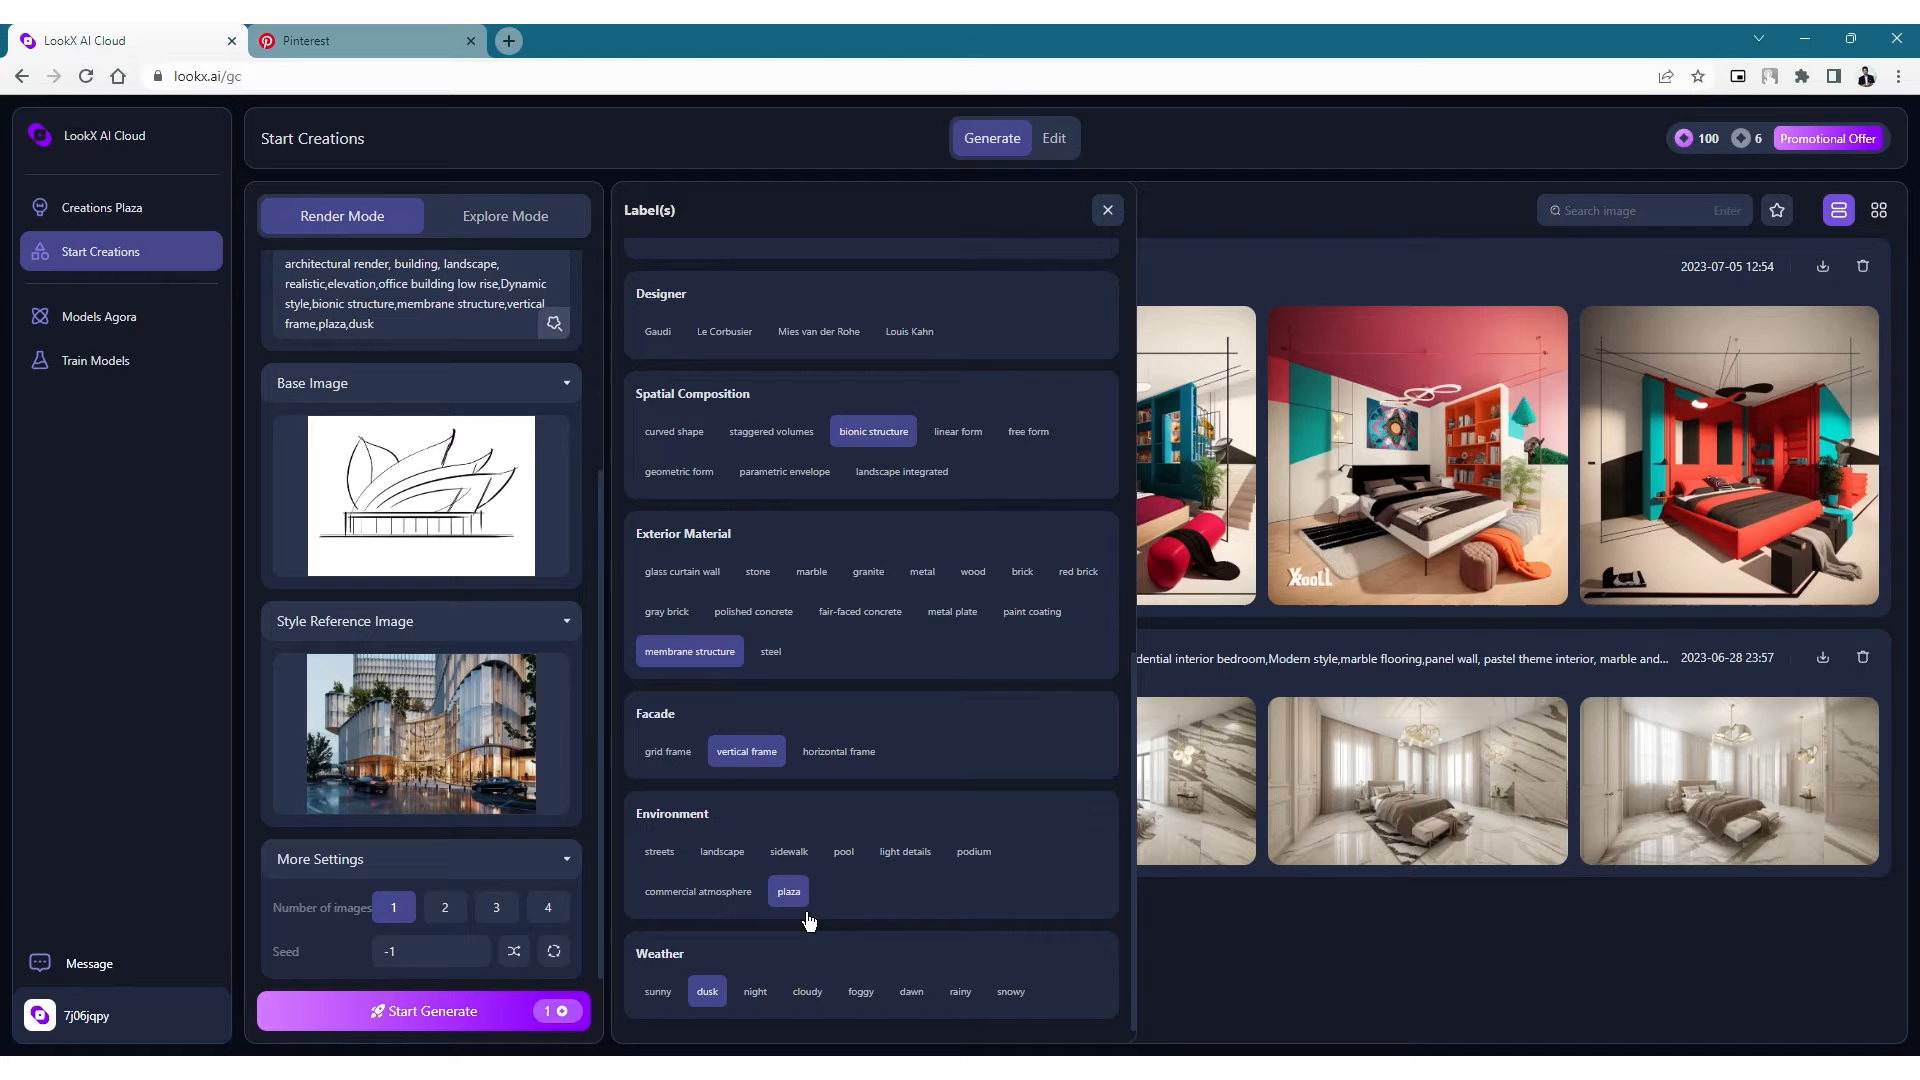 LookX AI Cloud
Pinterest
lookx.ai/gc
LookX AI Cloud
Creations Plaza
Start Creations
Models Agora
Train Models
Message
7j06jqpy
Start Creations
Generate
Edit
100
6
Promotional Offer
Render Mode
Explore Mode
architectural render, building, landscape,
realistic,elevation,office building low rise,Dynamic
style,bionic structure,membrane structure,vertical
frame,plaza,dusk
Base Image
Style Reference Image
More Settings
Number of images 1 2 3 4
Seed -1
Start Generate 1
Label(s)
Designer
Gaudi Le Corbusier Mies van der Rohe Louis Kahn
Spatial Composition
curved shape staggered volumes bionic structure linear form free form
geometric form parametric envelope landscape integrated
Exterior Material
glass curtain wall stone marble granite metal wood brick red brick
gray brick polished concrete fair-faced concrete metal plate paint coating
membrane structure steel
Facade
grid frame vertical frame horizontal frame
Environment
streets landscape sidewalk pool light details podium
commercial atmosphere plaza
Weather
sunny dusk night cloudy foggy dawn rainy snowy
Search image Enter
2023-07-05 12:54
XKool
dential interior bedroom,Modern style,marble flooring,panel wall, pastel theme interior, marble and... 2023-06-28 23:57